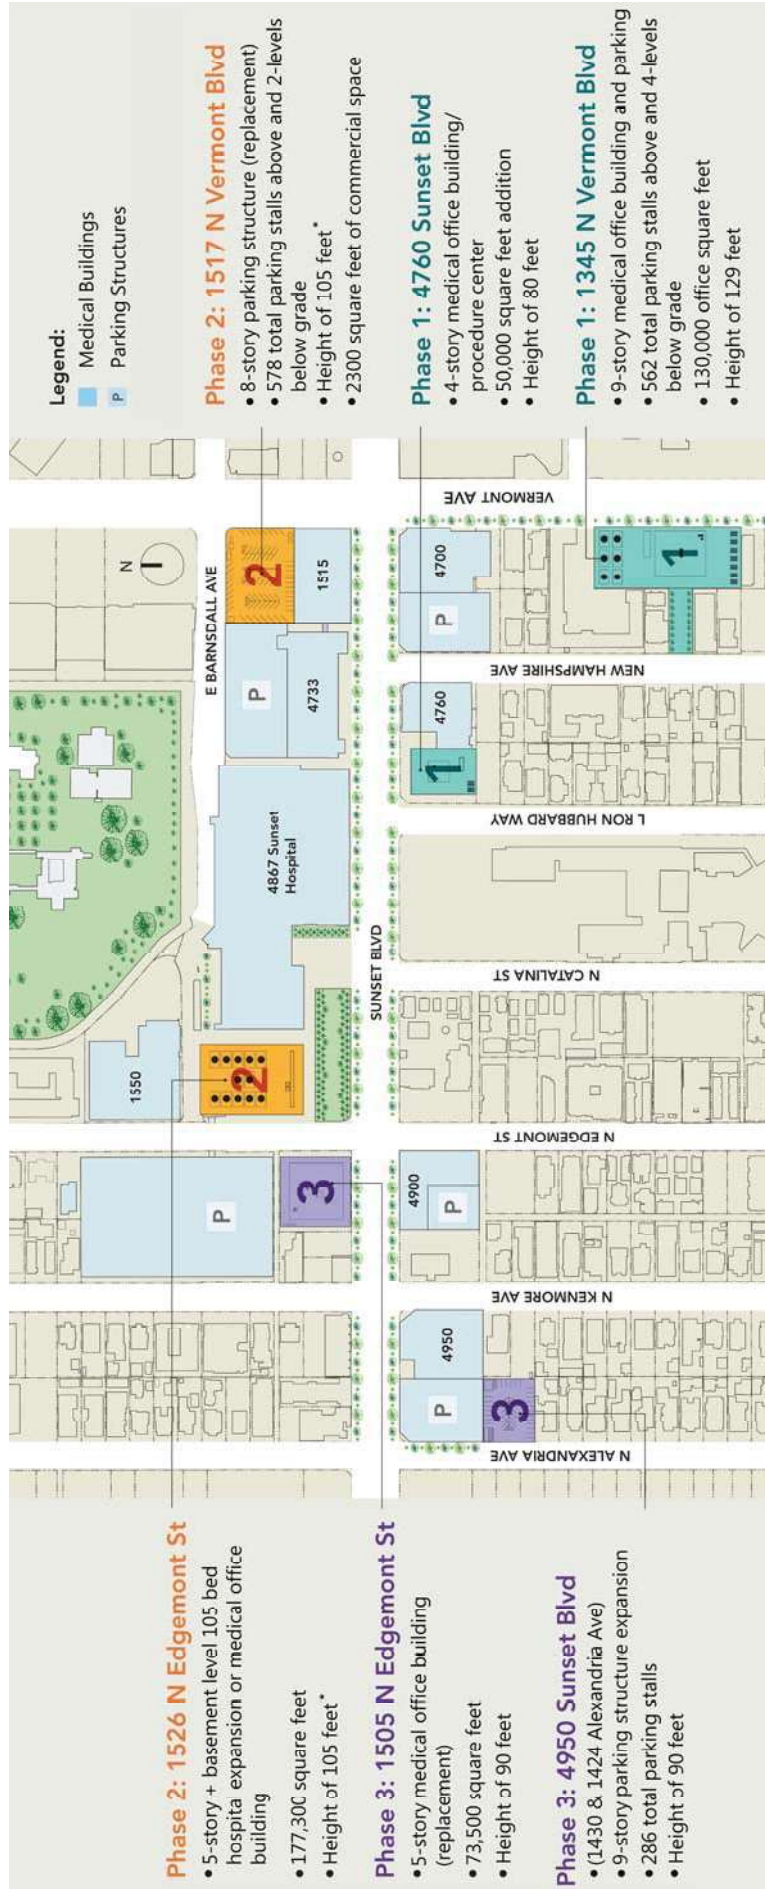 Phase 2: 1526 N Edgemont St
• 5-story + basement level 105 bed
hospita expansion or medical office
building
• 177,300 square feet
• Height of 105 feet*
Phase 3: 1505 N Edgemont St
• 5-story medical office building
(replacement)
• 73,500 square feet
• Height of 90 feet
Phase 3: 4950 Sunset Blvd
• (1430 & 1424 Alexandria Ave)
• 9-story parking structure expansion
• 286 total parking stalls
• Height of 90 feet
N
E BARNSDALL AVE
1550
2
P
3
4867 Sunset
Hospital
P
4733
2
1515
SUNSET BLVD
P
4950
3
4900
P
1
4760
P
4700
1
N ALEXANDRIA AVE
N KENMORE AVE
N EDGEMONT ST
N CATALINA ST
L RON HUBBARD WAY
NEW HAMPSHIRE AVE
VERMONT AVE
Legend:
Medical Buildings
P Parking Structures
Phase 2: 1517 N Vermont Blvd
• 8-story parking structure (replacement)
• 578 total parking stalls above and 2-levels
below grade
• Height of 105 feet*
• 2300 square feet of commercial space
Phase 1: 4760 Sunset Blvd
• 4-story medical office building/
procedure center
• 50,000 square feet addition
• Height of 80 feet
Phase 1: 1345 N Vermont Blvd
• 9-story medical office building and parking
• 562 total parking stalls above and 4-levels
below grade
• 130,000 office square feet
• Height of 129 feet